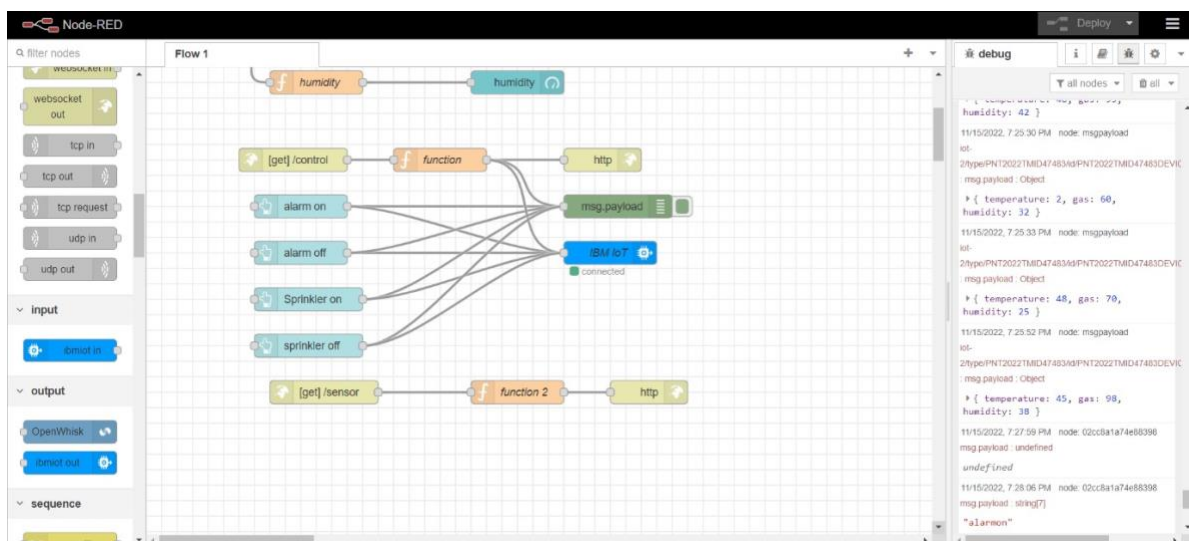 Node-RED
Deploy
filter nodes
Flow 1
debug
i
all nodes
all
websocket in
websocket
out
tcp in
tcp out
tcp request
udp in
udp out
input
ibmiot in
output
OpenWhisk
ibmiot out
sequence
humidity
humidity
[get] /control
function
http
alarm on
msg.payload
alarm off
IBM IoT
connected
Sprinkler on
sprinkler off
[get] /sensor
function 2
http
humidity: 42 }
11/15/2022, 7:25:30 PM node: msgpayload
iot-
2/type/PNT2022TMID47483/id/PNT2022TMID47483DEVIC
: msg.payload : Object
{ temperature: 2, gas: 60,
humidity: 32 }
11/15/2022, 7:25:33 PM node: msgpayload
iot-
2/type/PNT2022TMID47483/id/PNT2022TMID47483DEVIC
: msg.payload : Object
{ temperature: 48, gas: 70,
humidity: 25 }
11/15/2022, 7:25:52 PM node: msgpayload
iot-
2/type/PNT2022TMID47483/id/PNT2022TMID47483DEVIC
: msg.payload : Object
{ temperature: 45, gas: 98,
humidity: 38 }
11/15/2022, 7:27:59 PM node: 02cc8a1a74e88398
msg.payload : undefined
undefined
11/15/2022, 7:28:06 PM node: 02cc8a1a74e88398
msg.payload : string[7]
"alarmon"